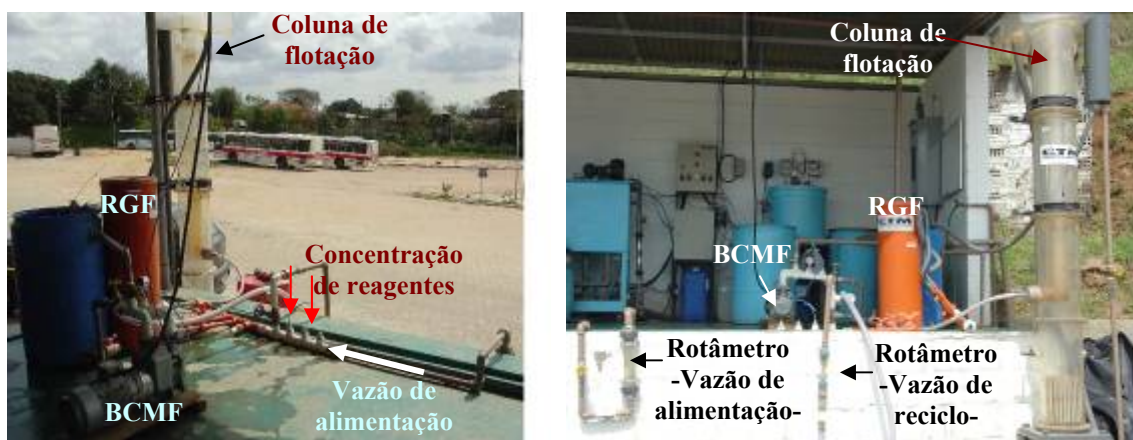 Coluna de
flotação
RGF
Concentração
de reagentes
Vazão de
alimentação
BCMF
Coluna de
flotação
RGF
BCMF
Rotâmetro
-Vazão de
alimentação-
Rotâmetro
-Vazão de
reciclo-